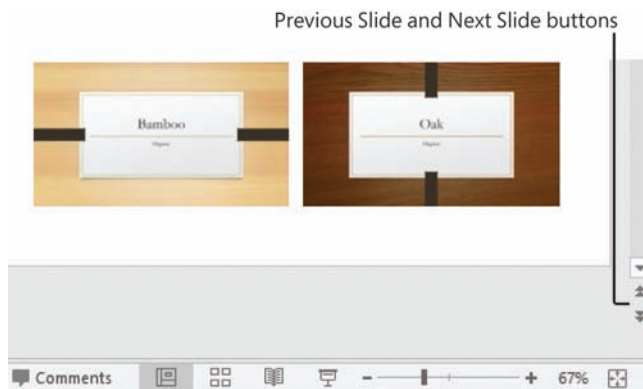 Previous Slide and Next Slide buttons
Bamboo
Organic
Oak
Organic
Comments
67%